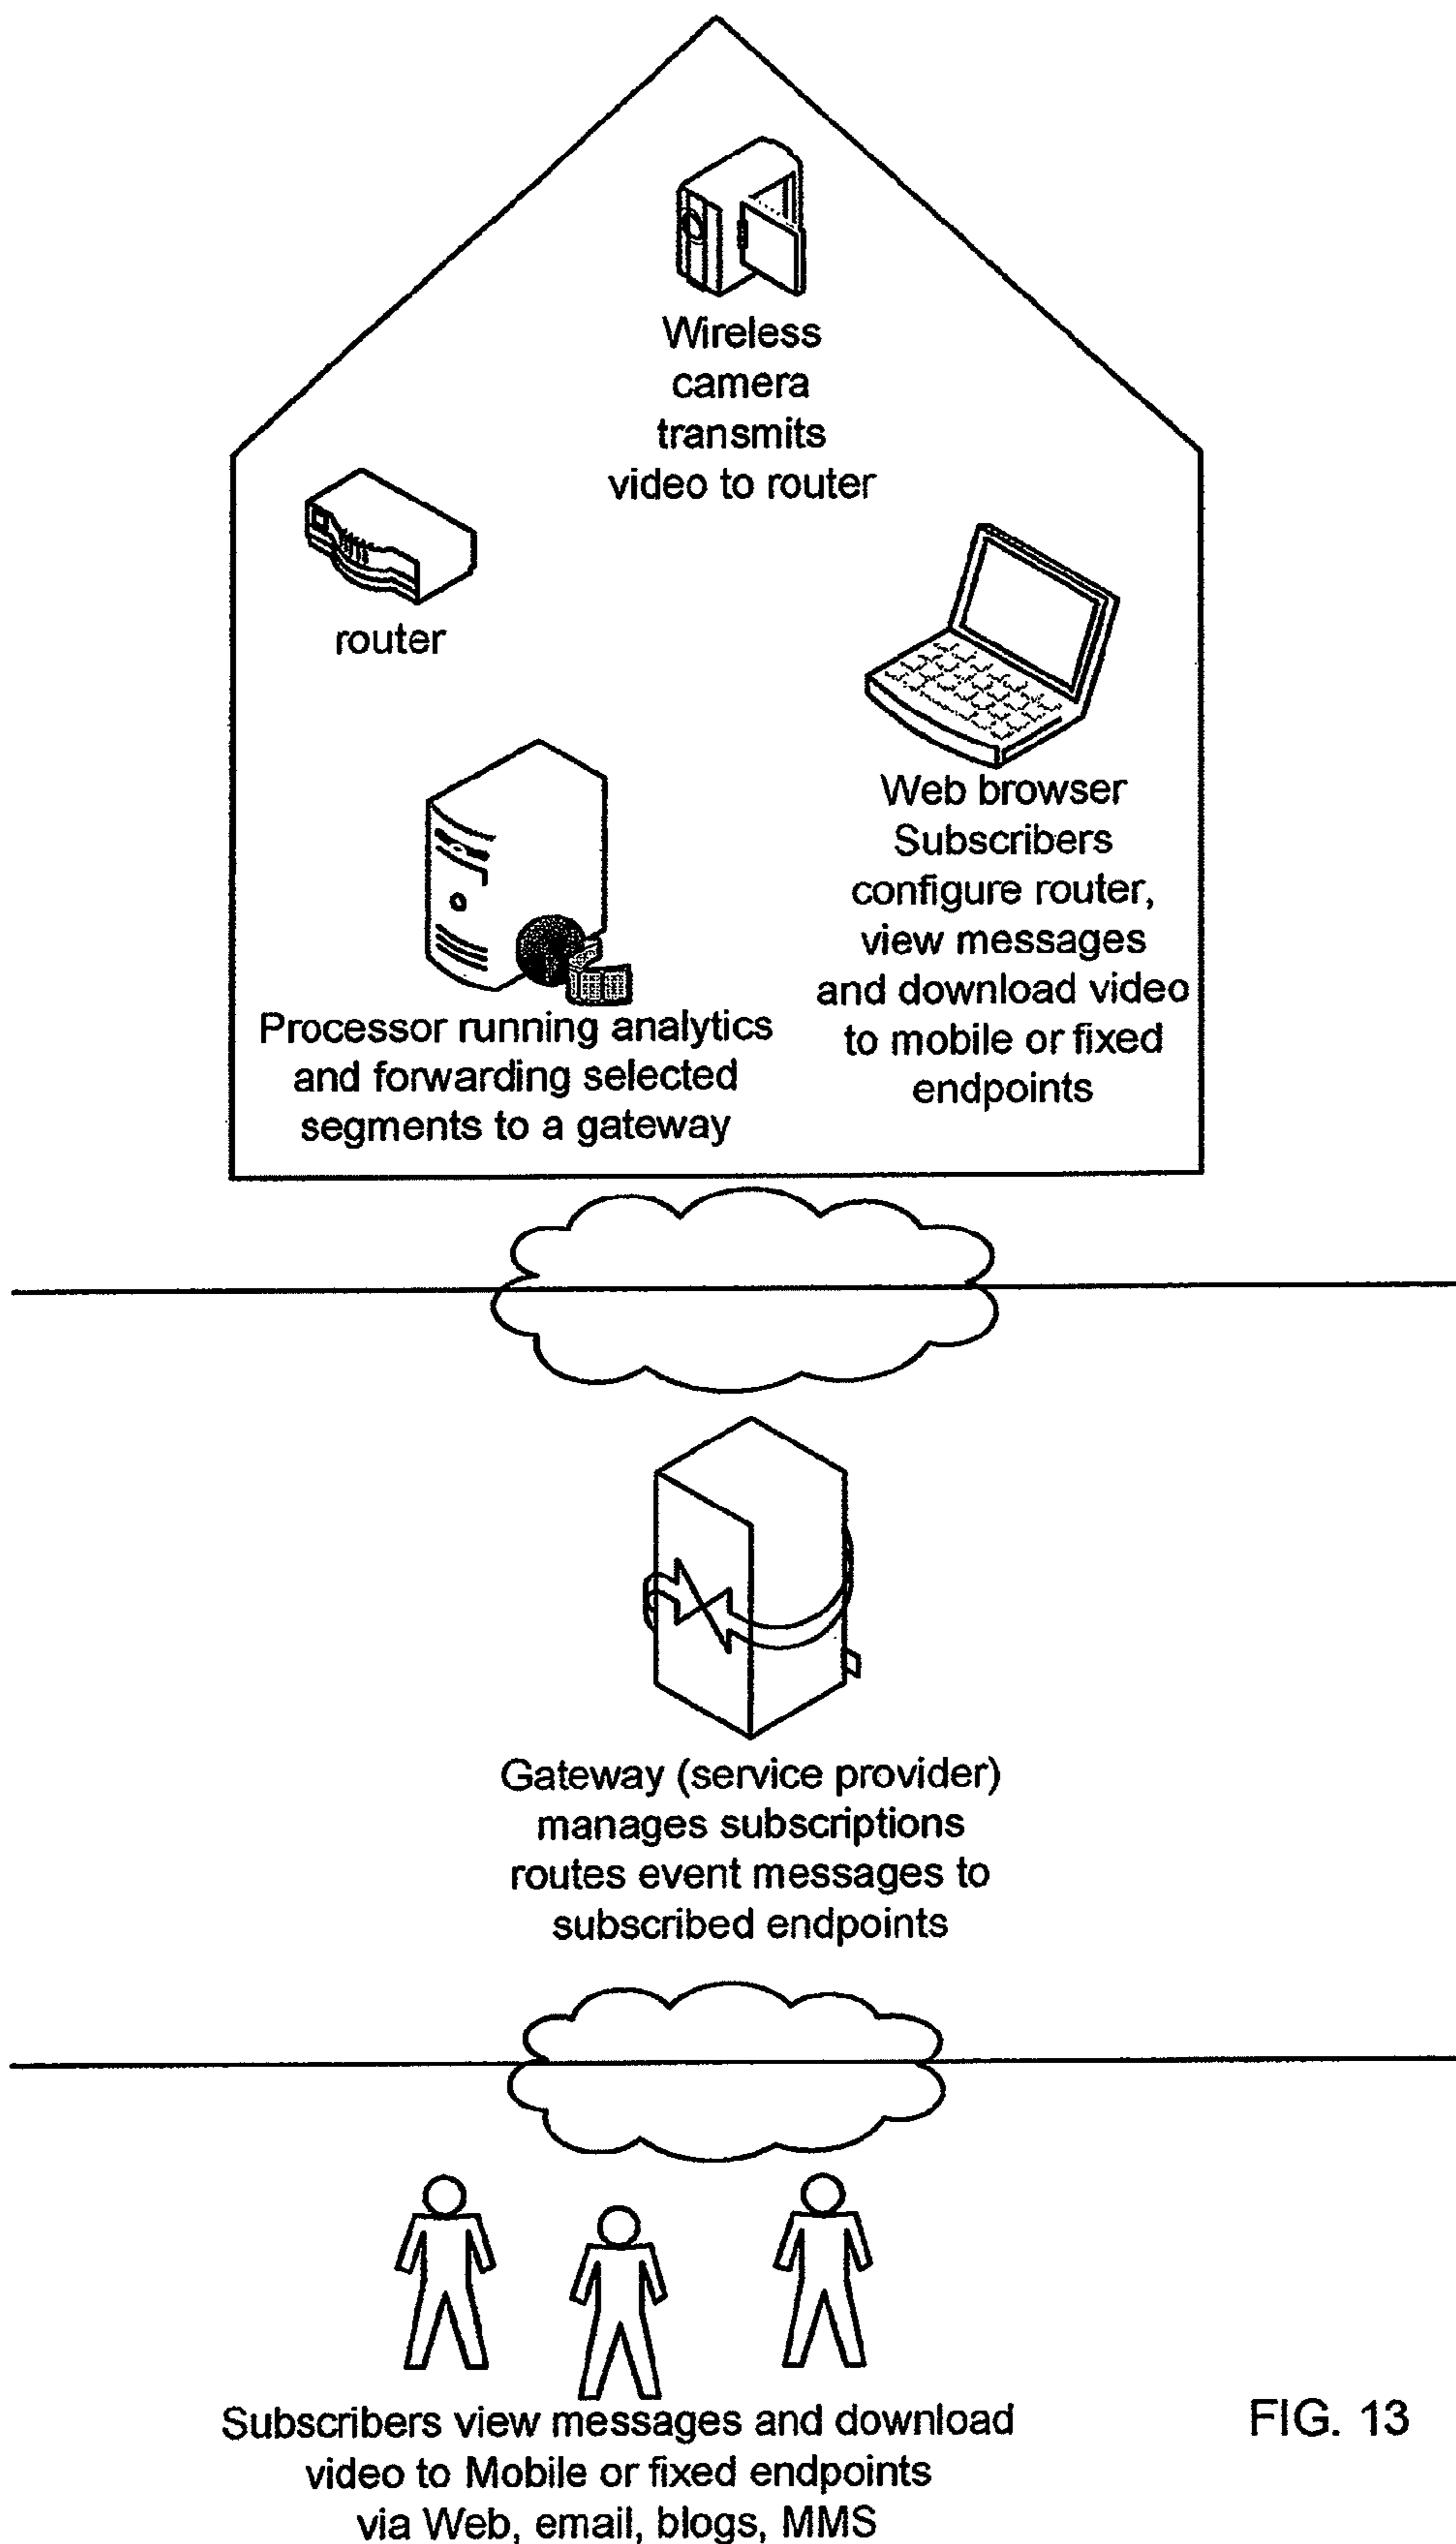 Wireless
camera
transmits
video to router
router
Web browser
Subscribers
configure router,
view messages
and download video
to mobile or fixed
endpoints
Processor running analytics
and forwarding selected
segments to a gateway
Gateway (service provider)
manages subscriptions
routes event messages to
subscribed endpoints
Subscribers view messages and download
video to Mobile or fixed endpoints
via Web, email, blogs, MMS
FIG. 13